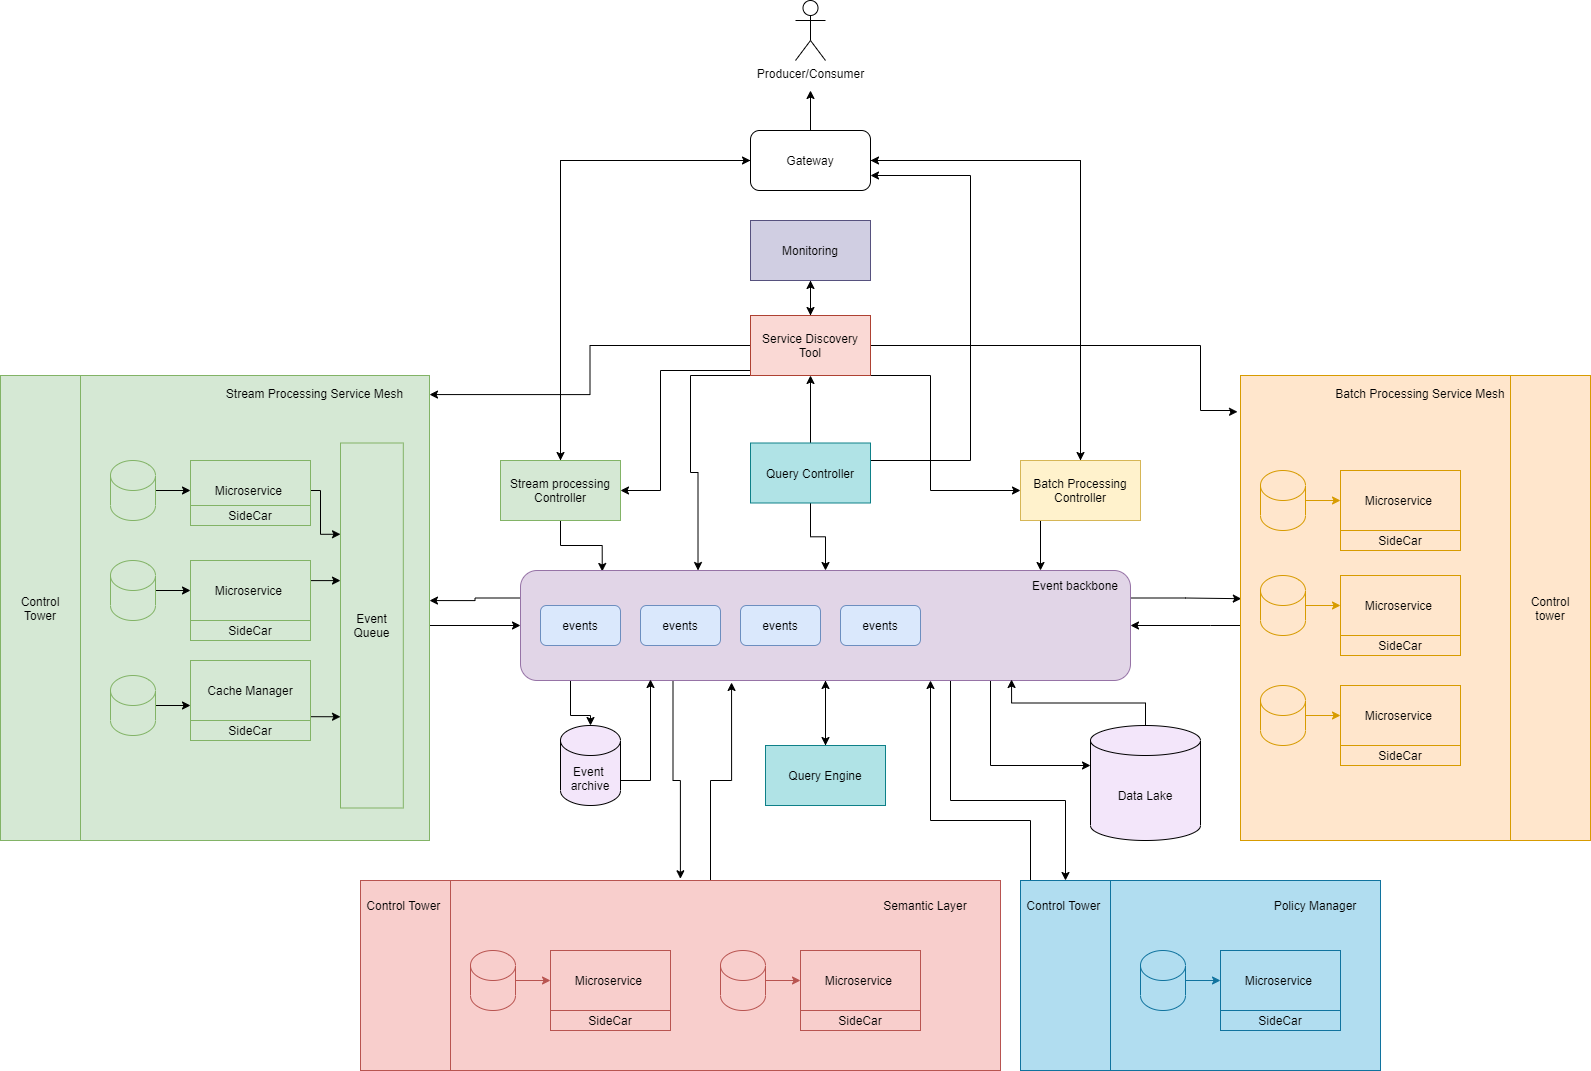 Producer/Consumer
Gateway
Monitoring
Service Discovery
Tool
Stream Processing Service Mesh
Batch Processing Service Mesh
Query Controller
Stream processing
Controller
Batch Processing
Controller
Microservice
SideCar
Microservice
SideCar
Cache Manager
SideCar
Control
Tower
Event
Queue
Event backbone
events
events
events
events
Microservice
SideCar
Microservice
SideCar
Microservice
SideCar
Control
tower
Event
archive
Query Engine
Data Lake
Control Tower
Semantic Layer
Microservice
SideCar
Microservice
SideCar
Control Tower
Policy Manager
Microservice
SideCar